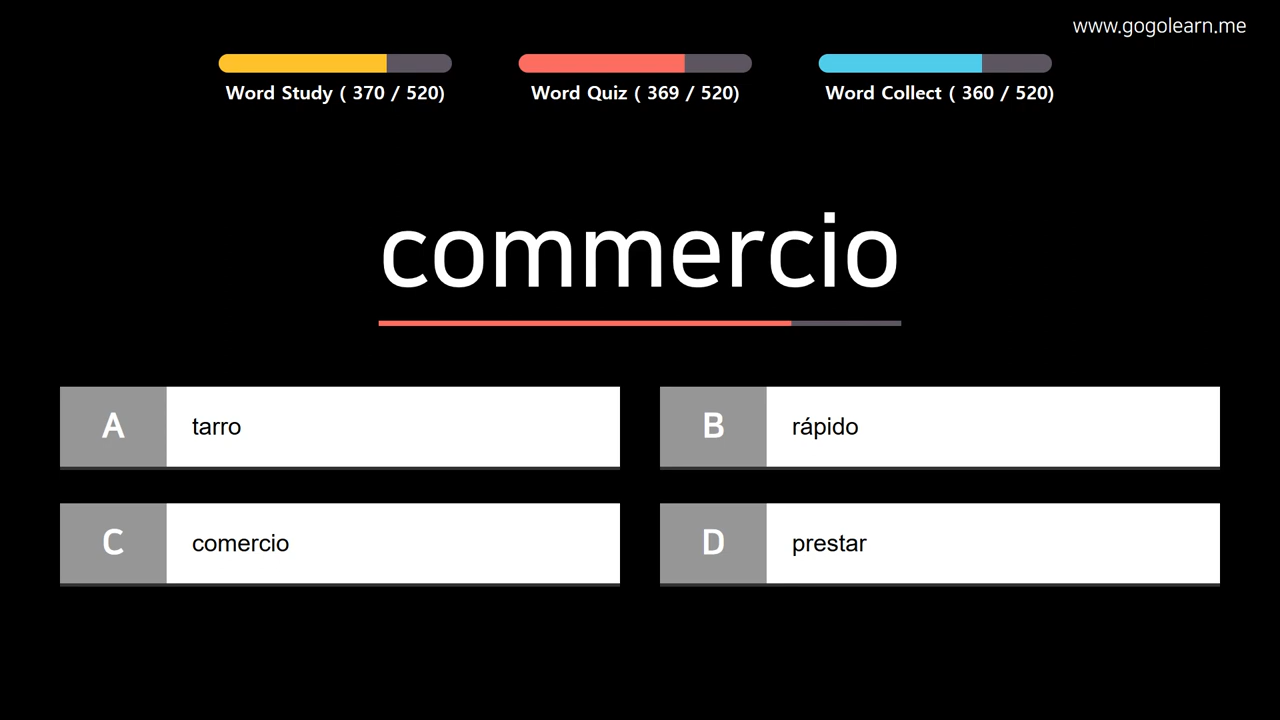 www.gogolearn.me
Word Study ( 370 / 520)
Word Quiz ( 369 / 520)
Word Collect ( 360 / 520)
commercio
A
tarro
B
rápido
C
comercio
D
prestar